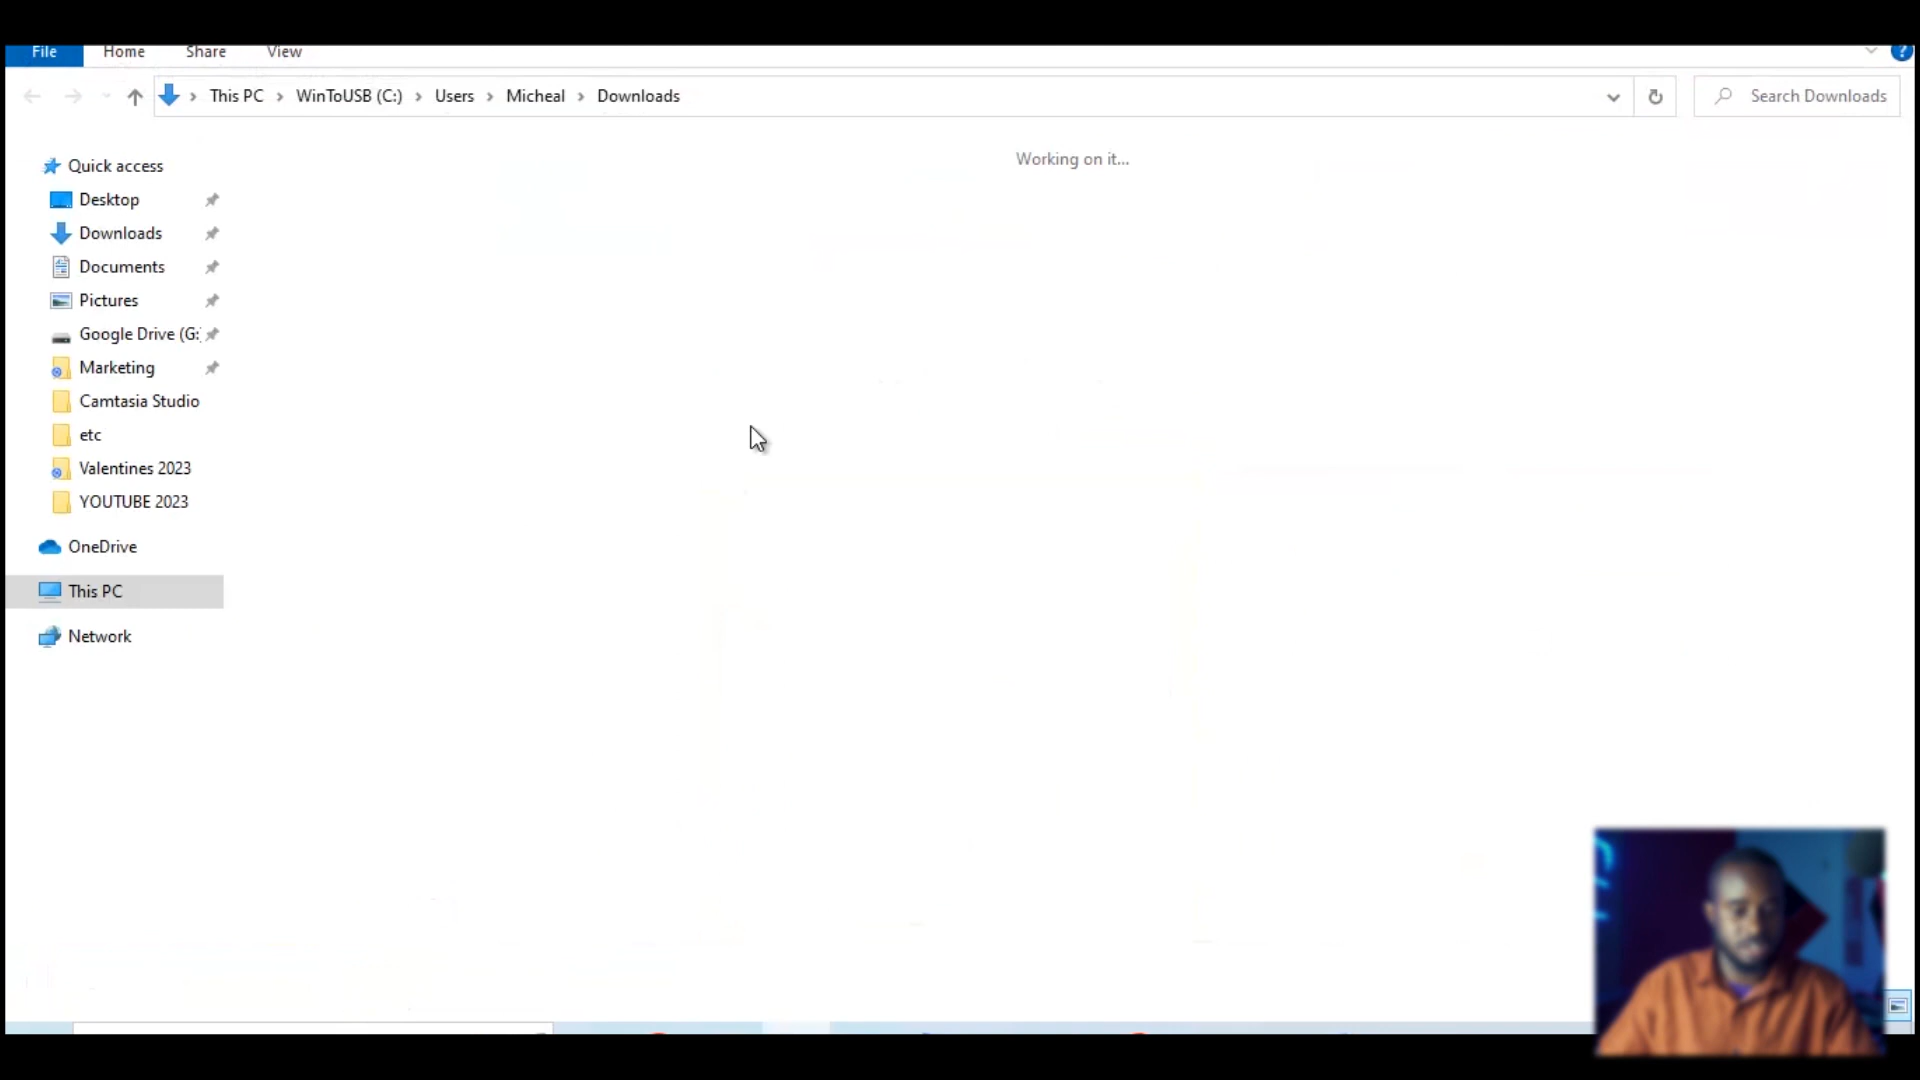 File Home Share View
This PC WinToUSB (C:) Users Micheal Downloads Search Downloads
Working on it...
Quick access
Desktop
Downloads
Documents
Pictures
Google Drive (G:
Marketing
Camtasia Studio
etc
Valentines 2023
YOUTUBE 2023
OneDrive
This PC
Network